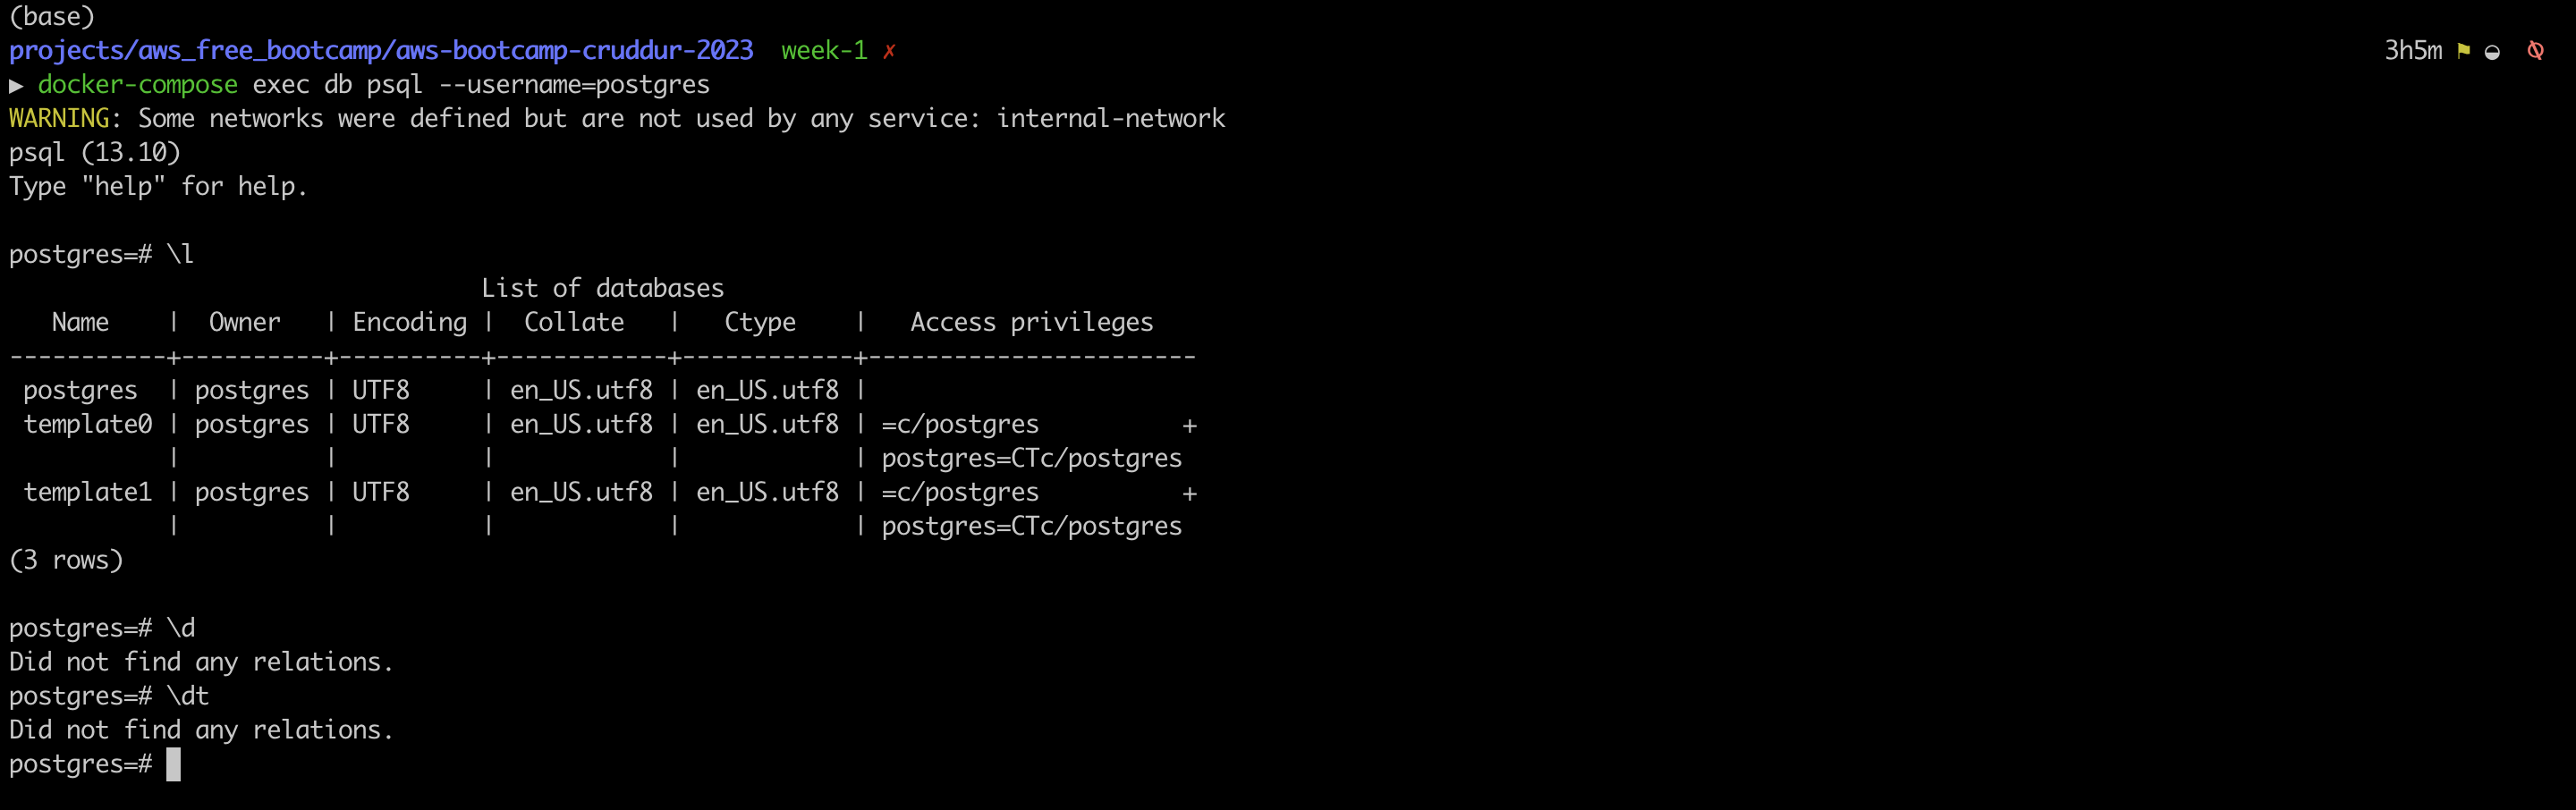 (base)
projects/aws_free_bootcamp/aws-bootcamp-cruddur-2023  week-1 ✗ 3h5m ⚑ ◒ ⍉
▶ docker-compose exec db psql --username=postgres
WARNING: Some networks were defined but are not used by any service: internal-network
psql (13.10)
Type "help" for help.

postgres=# \l
                                 List of databases
   Name    |  Owner   | Encoding |  Collate   |   Ctype    |   Access privileges
-----------+----------+----------+------------+------------+-----------------------
 postgres  | postgres | UTF8     | en_US.utf8 | en_US.utf8 |
 template0 | postgres | UTF8     | en_US.utf8 | en_US.utf8 | =c/postgres          +
           |          |          |            |            | postgres=CTc/postgres
 template1 | postgres | UTF8     | en_US.utf8 | en_US.utf8 | =c/postgres          +
           |          |          |            |            | postgres=CTc/postgres
(3 rows)

postgres=# \d
Did not find any relations.
postgres=# \dt
Did not find any relations.
postgres=#